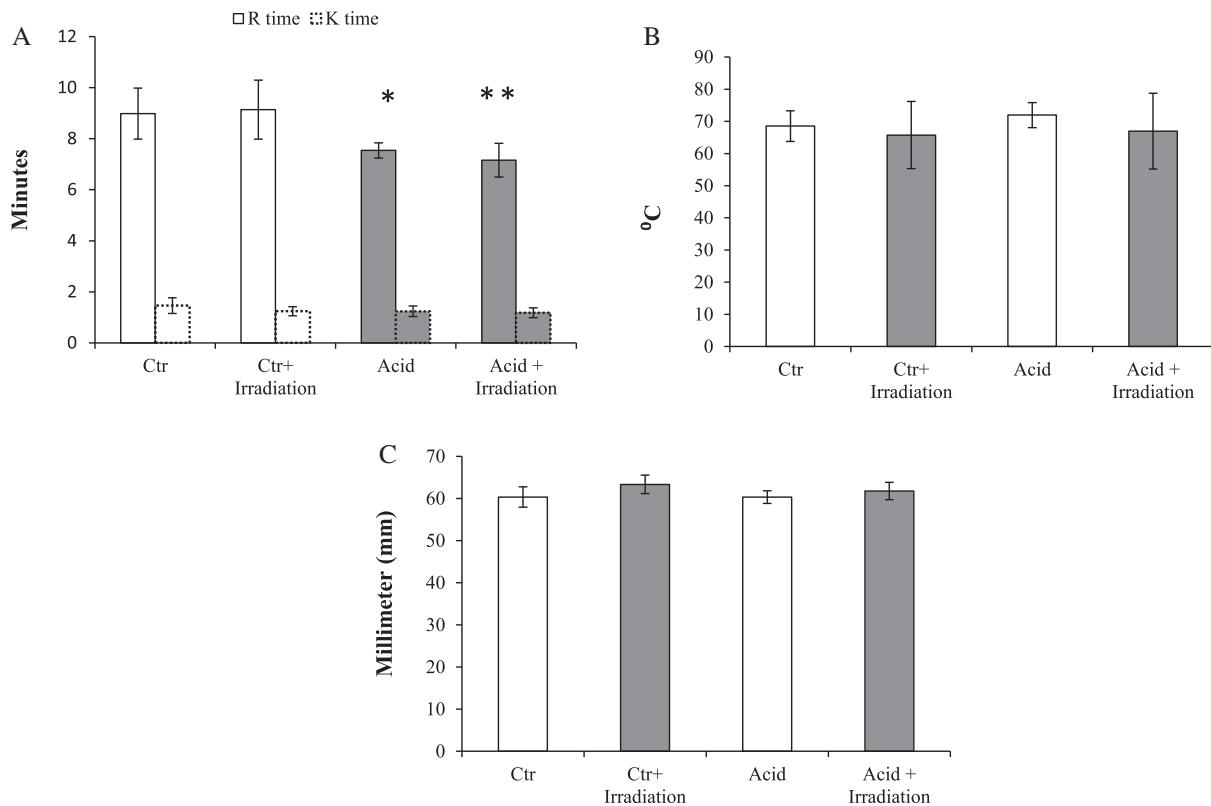 R time K time
A
12
10
8
6
4
2
0
Minutes
* 
**
Ctr
Ctr+
Irradiation
Acid
Acid +
Irradiation
B
90
80
70
60
50
40
30
20
10
0
⁰C
Ctr
Ctr+
Irradiation
Acid
Acid +
Irradiation
C
70
60
50
40
30
20
10
0
Millimeter (mm)
Ctr
Ctr+
Irradiation
Acid
Acid +
Irradiation